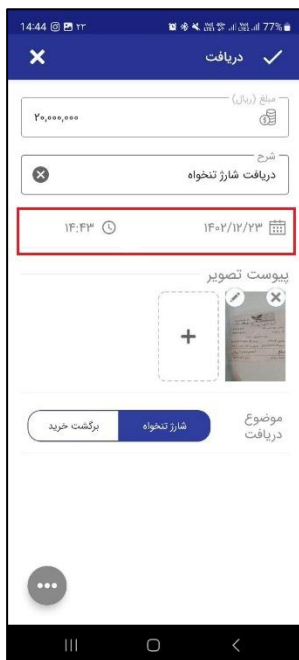 14:44 ۲۳ 77%
دریافت
مبلغ (ریال)
۲۰,۰۰۰,۰۰۰
شرح
دریافت شارژ تنخواه
۱۴۰۲/۱۲/۲۳ ۱۴:۴۳
پیوست تصویر
موضوع
دریافت
شارژ تنخواه برگشت خرید